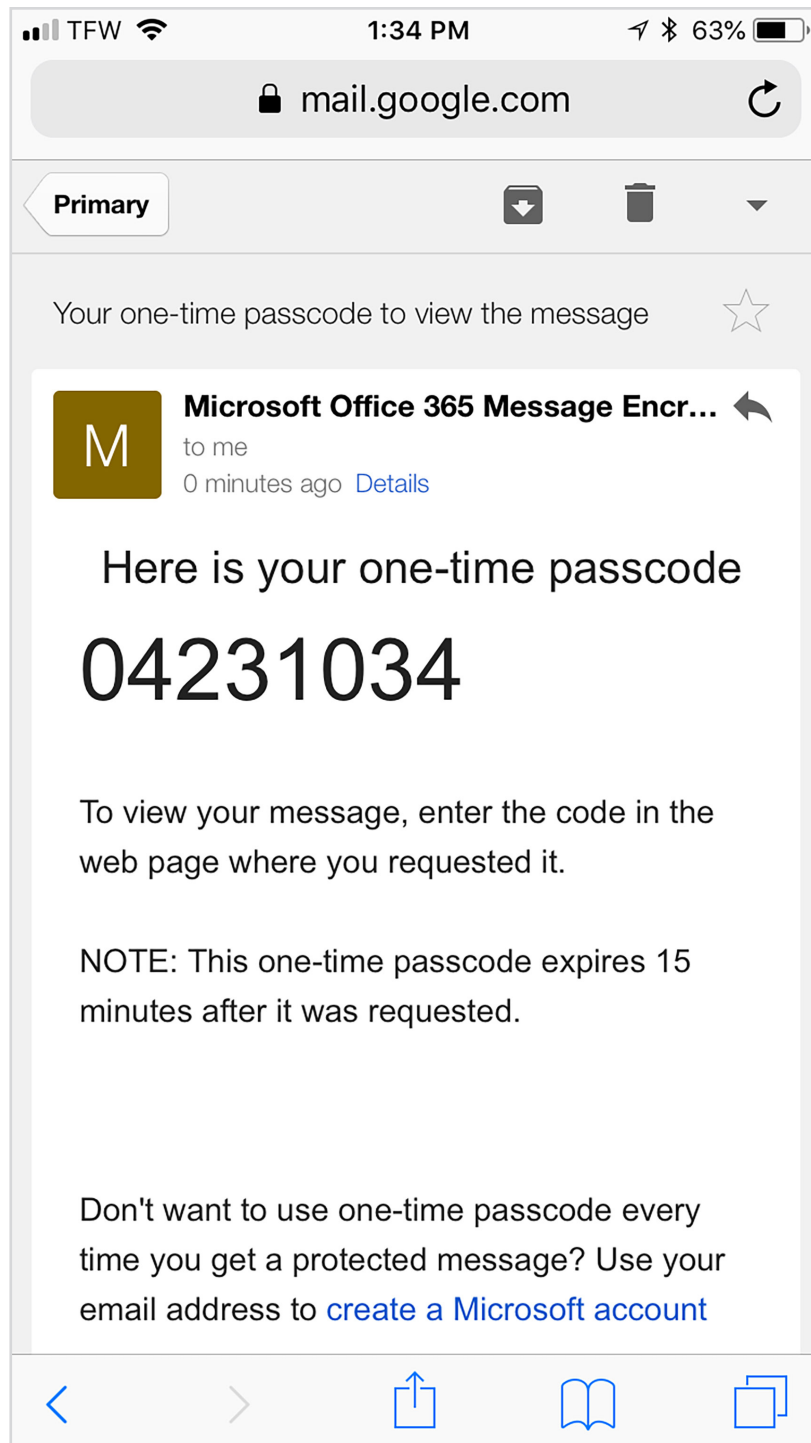 TFW 1:34 PM 63%
mail.google.com
Primary
Your one-time passcode to view the message
Microsoft Office 365 Message Encr...
M
to me
0 minutes ago Details
Here is your one-time passcode
04231034
To view your message, enter the code in the
web page where you requested it.
NOTE: This one-time passcode expires 15
minutes after it was requested.
Don't want to use one-time passcode every
time you get a protected message? Use your
email address to create a Microsoft account